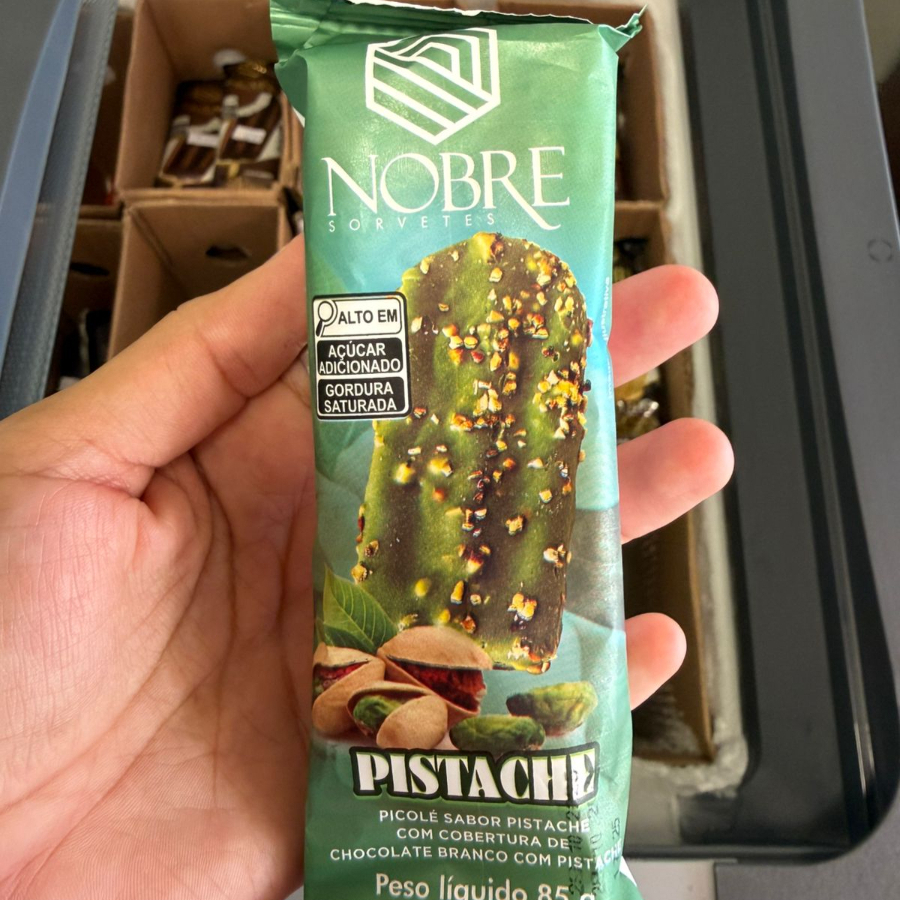 NOBRE
SORVETES
ALTO EM
AÇÚCAR
ADICIONADO
GORDURA
SATURADA
PISTACHE
PICOLÉ SABOR PISTACHE
COM COBERTURA DE
CHOCOLATE BRANCO COM PISTACHE
Peso líquido 85 g